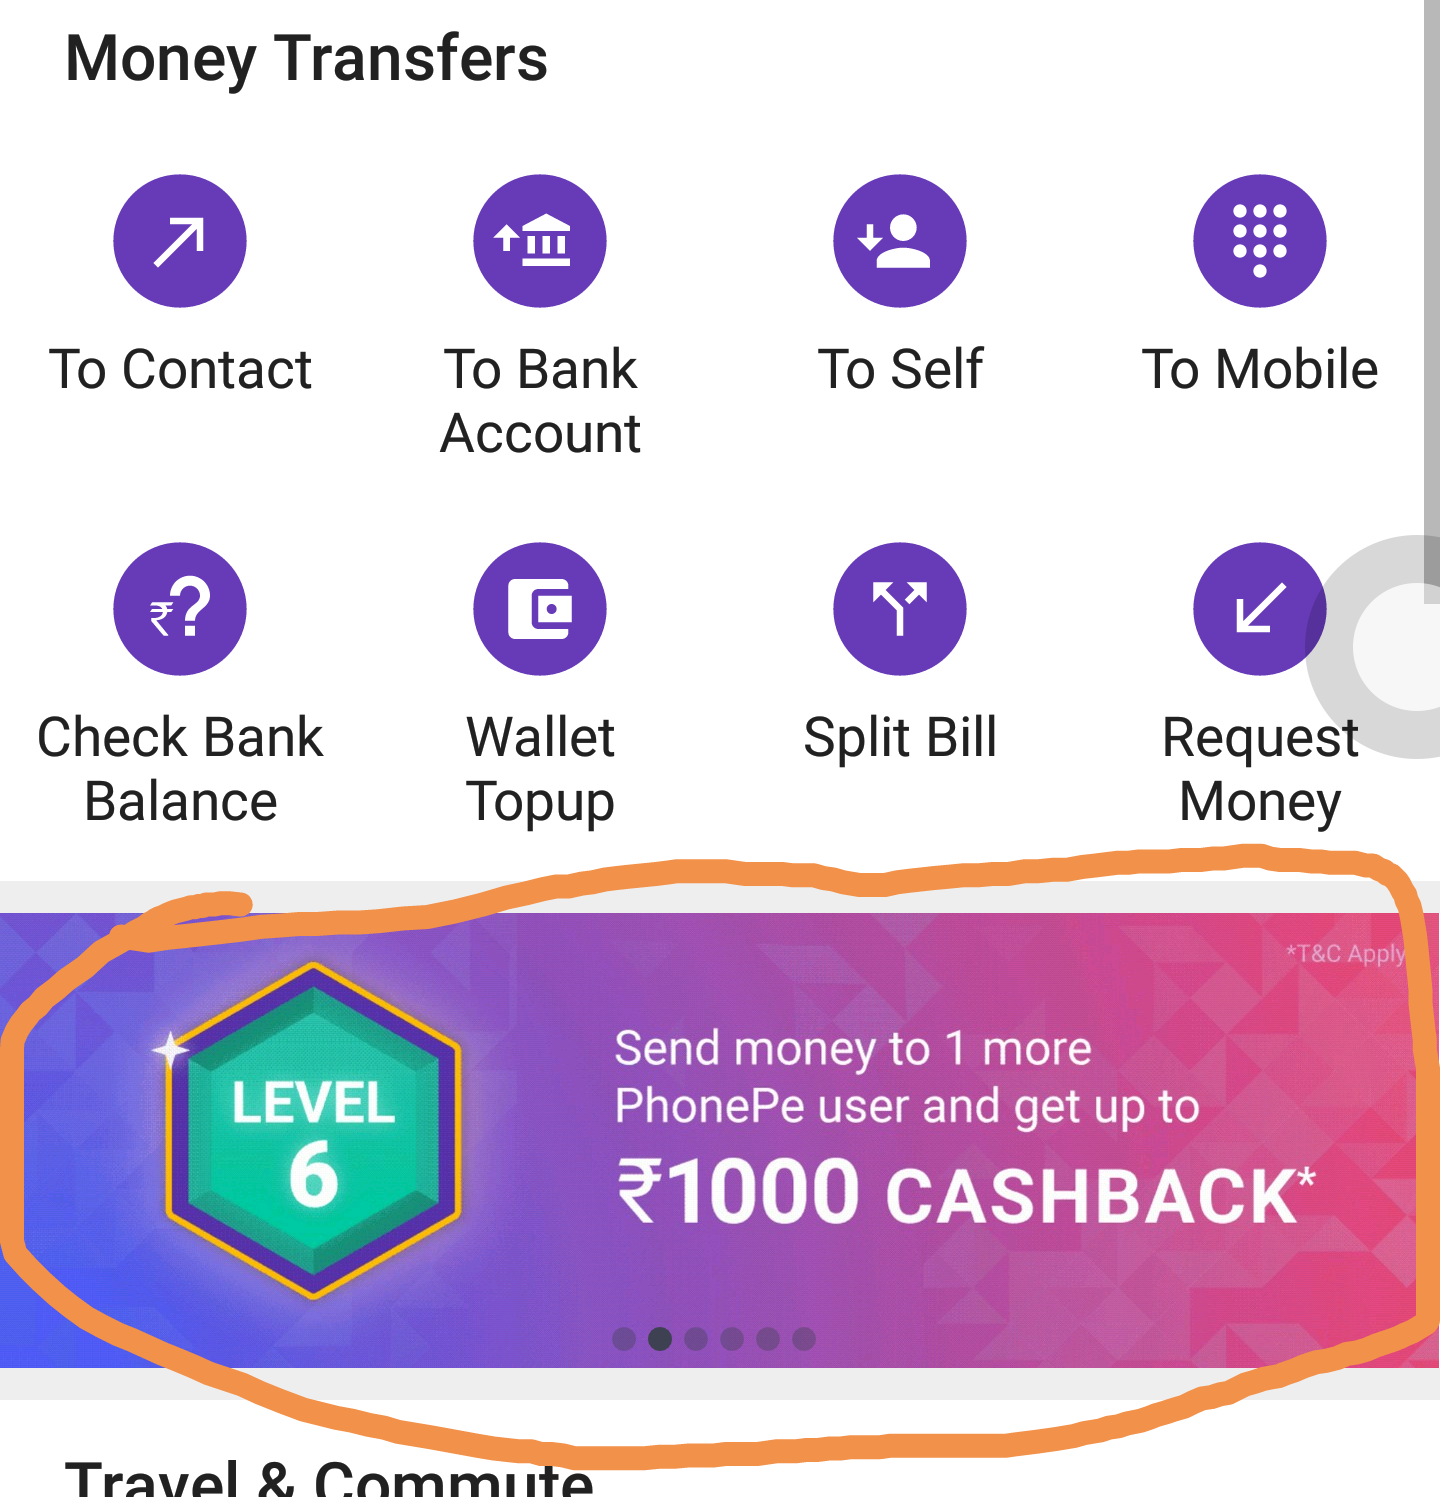 Money Transfers
To Contact
To Bank
Account
To Self
To Mobile
₹?
Check Bank
Balance
Wallet
Topup
Split Bill
Request
Money
*T&C Apply
LEVEL
6
Send money to 1 more
PhonePe user and get up to
₹1000 CASHBACK*
Travel & Commute